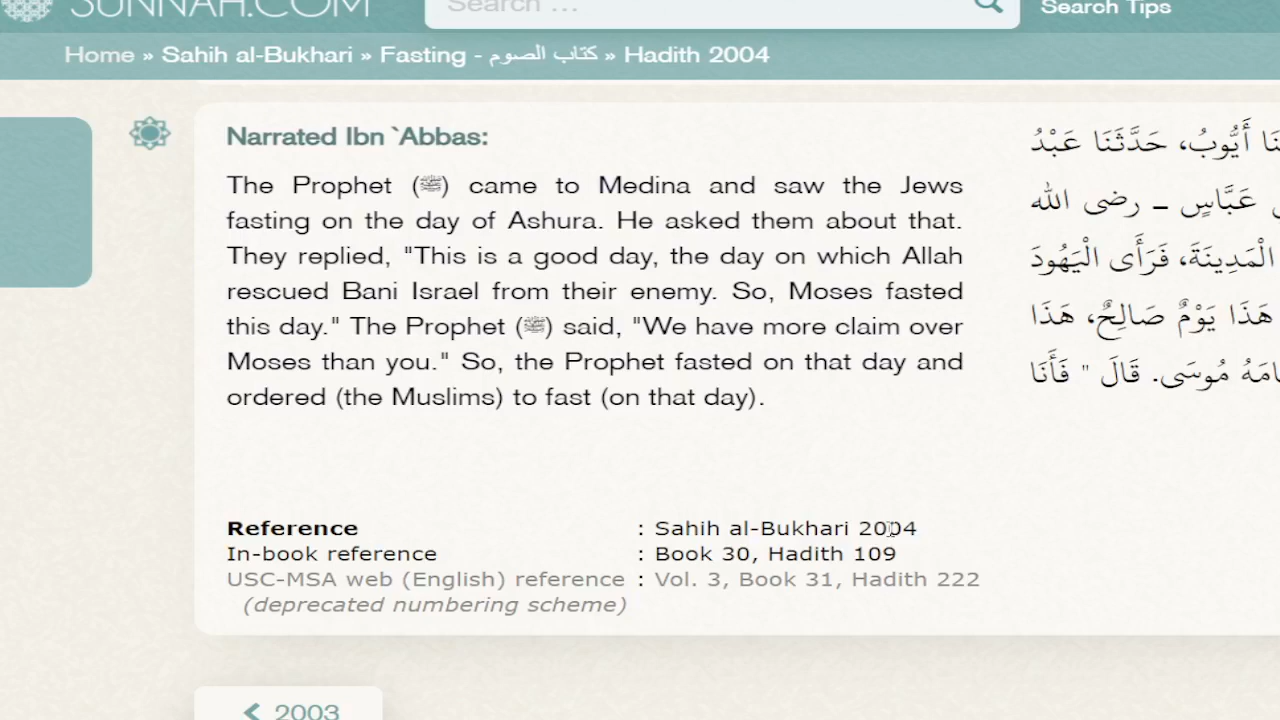 SUNNAH.COM
Search ...
Search Tips
Home » Sahih al-Bukhari » Fasting - كتاب الصوم » Hadith 2004
Narrated Ibn `Abbas:
The Prophet (ﷺ) came to Medina and saw the Jews
fasting on the day of Ashura. He asked them about that.
They replied, "This is a good day, the day on which Allah
rescued Bani Israel from their enemy. So, Moses fasted
this day." The Prophet (ﷺ) said, "We have more claim over
Moses than you." So, the Prophet fasted on that day and
ordered (the Muslims) to fast (on that day).
أَيُّوبُ، حَدَّثَنَا عَبْدُ
عَبَّاسٍ ـ رضى الله
الْمَدِينَةَ، فَرَأَى الْيَهُودَ
هَذَا يَوْمٌ صَالِحٌ، هَذَا
مُوسَى. قَالَ " فَأَنَا
Reference : Sahih al-Bukhari 2004
In-book reference : Book 30, Hadith 109
USC-MSA web (English) reference : Vol. 3, Book 31, Hadith 222
(deprecated numbering scheme)
2003